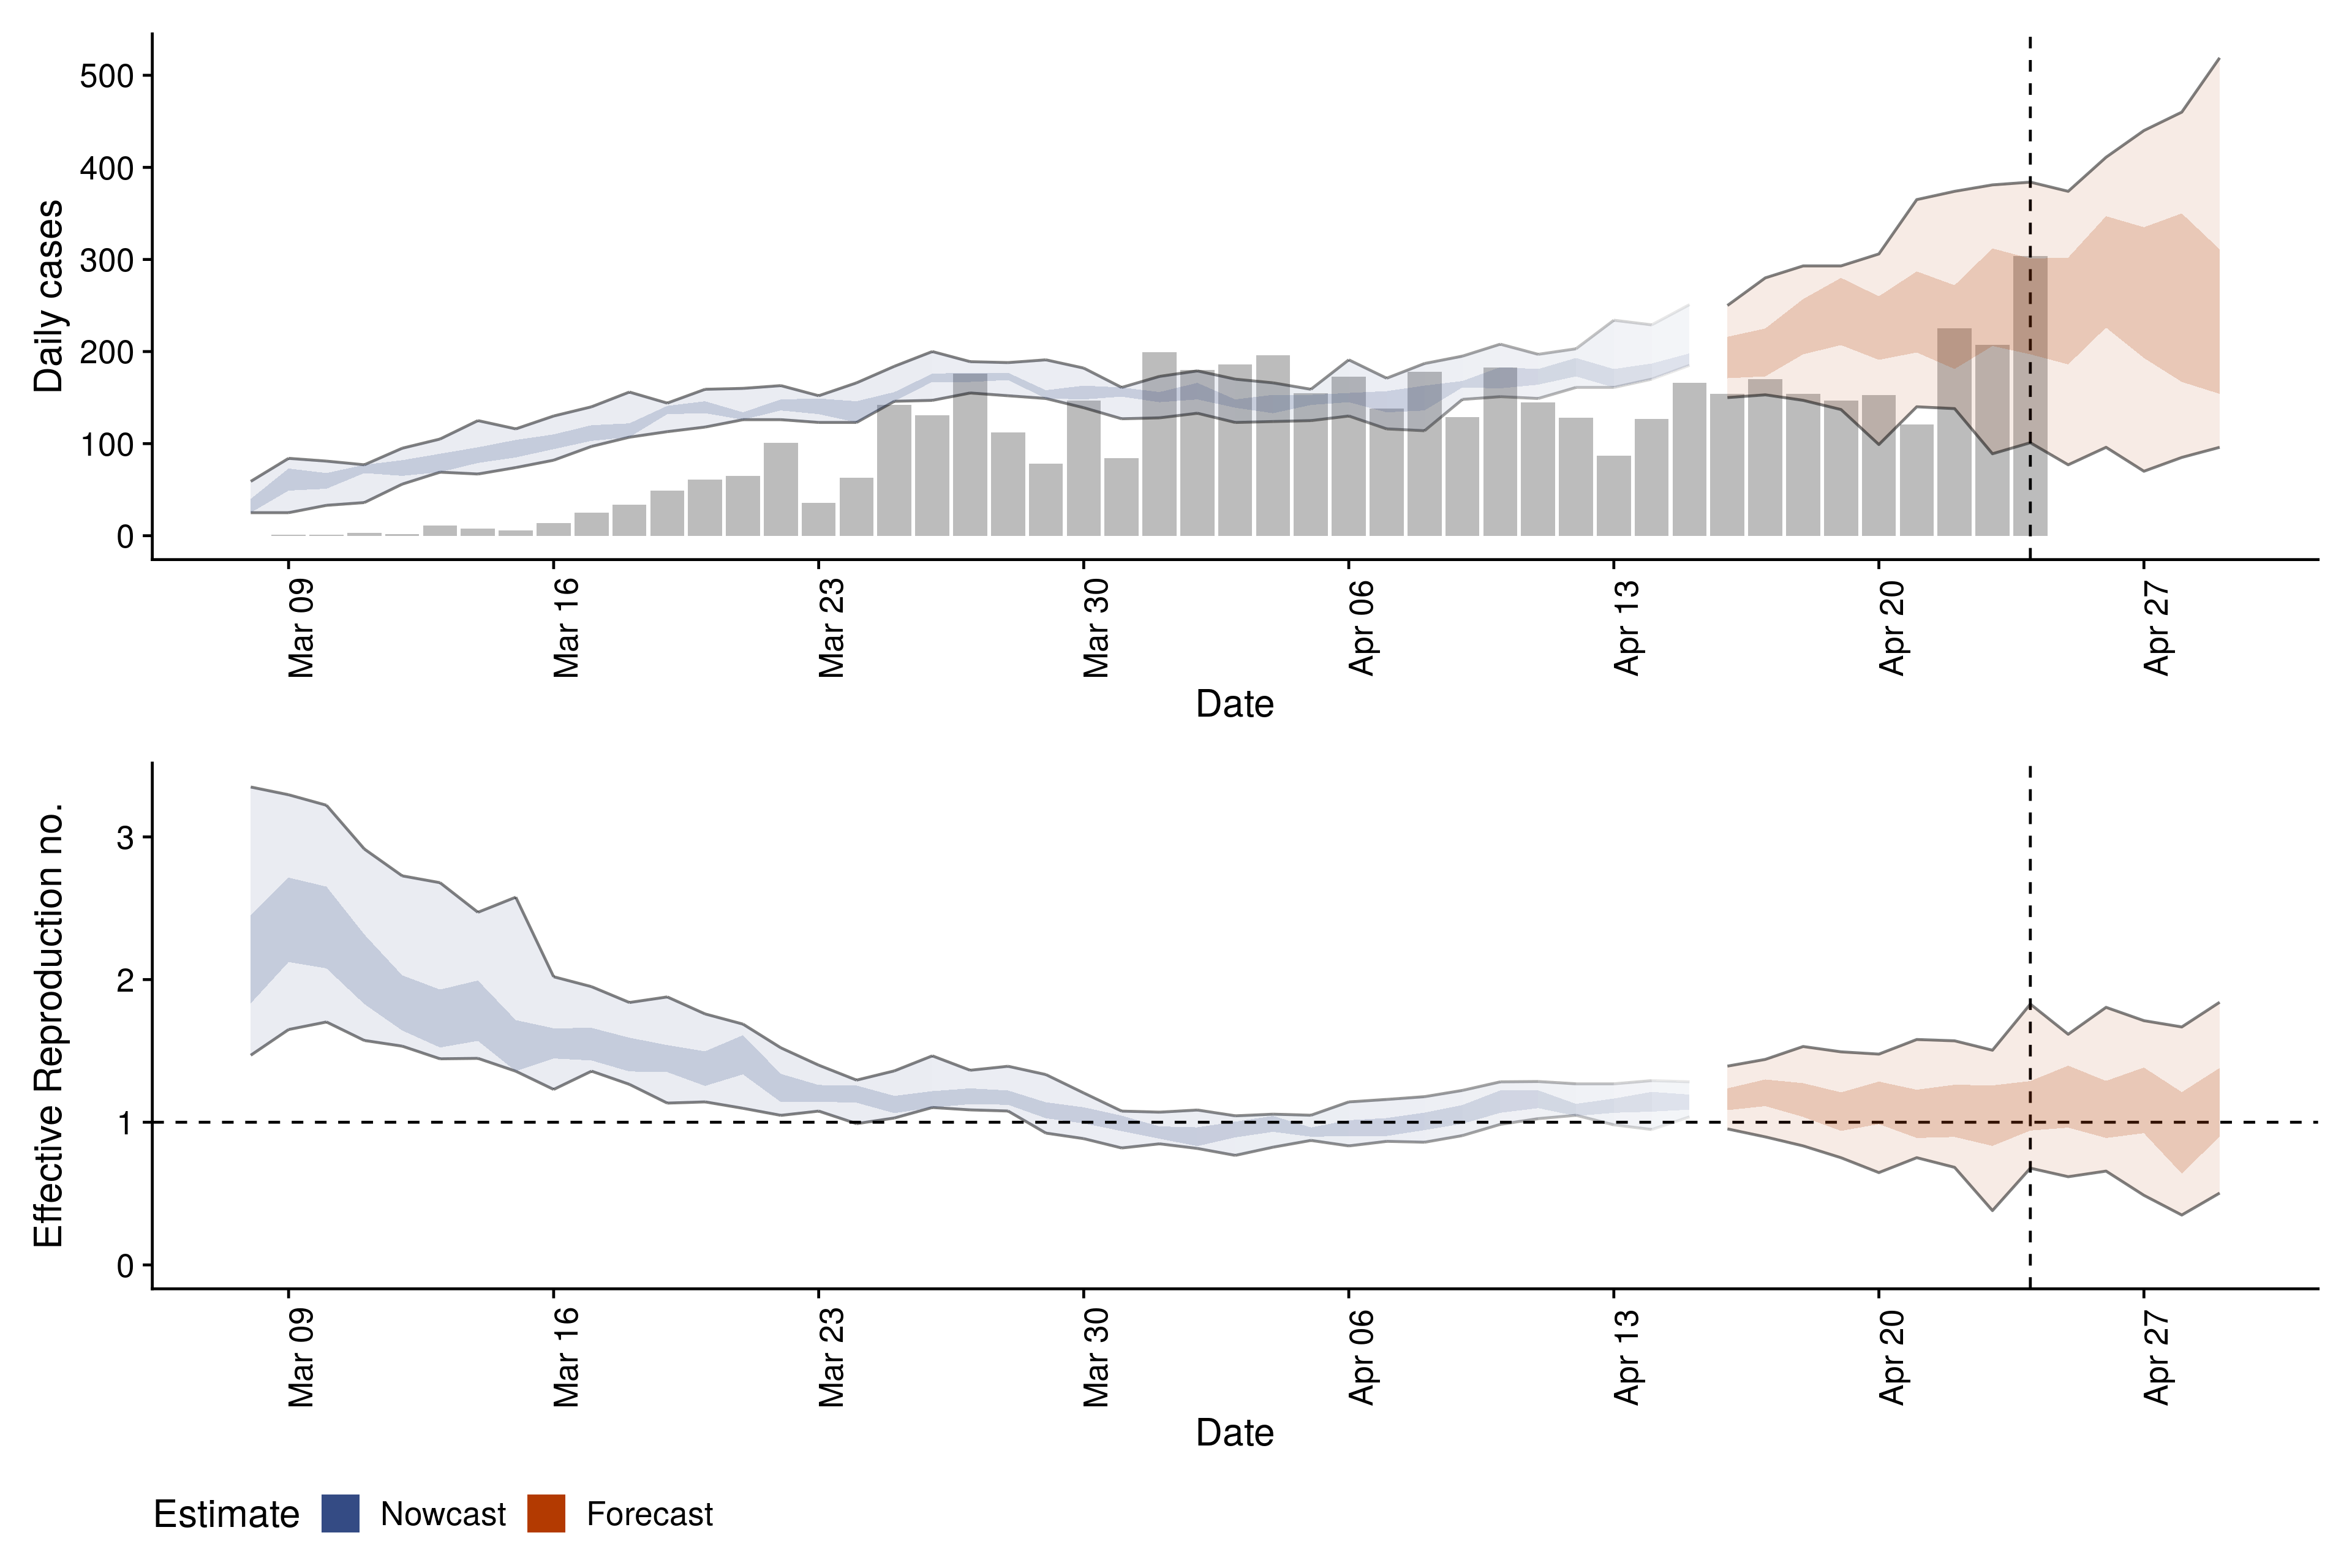 500
400
300
200
100
0
Daily cases
Mar 09
Mar 16
Mar 23
Mar 30
Apr 06
Apr 13
Apr 20
Apr 27
Date
3
2
1
0
Effective Reproduction no.
Mar 09
Mar 16
Mar 23
Mar 30
Apr 06
Apr 13
Apr 20
Apr 27
Date
Estimate Nowcast Forecast